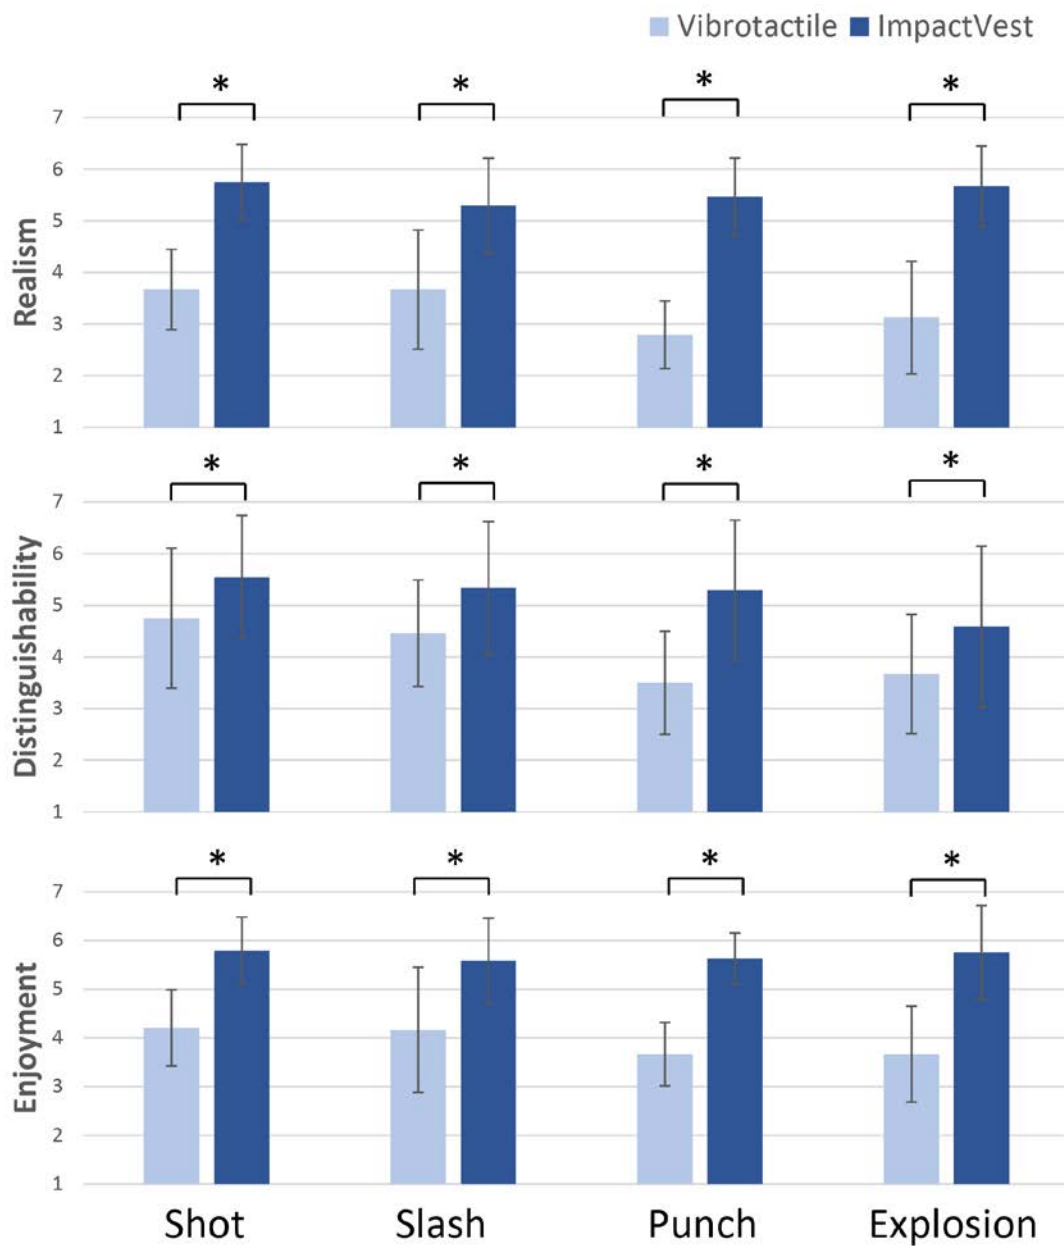 Vibrotactile ImpactVest
* * * *
7
6
5
4
3
2
1
Realism
* * * *
7
6
5
4
3
2
1
Distinguishability
* * * *
7
6
5
4
3
2
1
Enjoyment
Shot Slash Punch Explosion